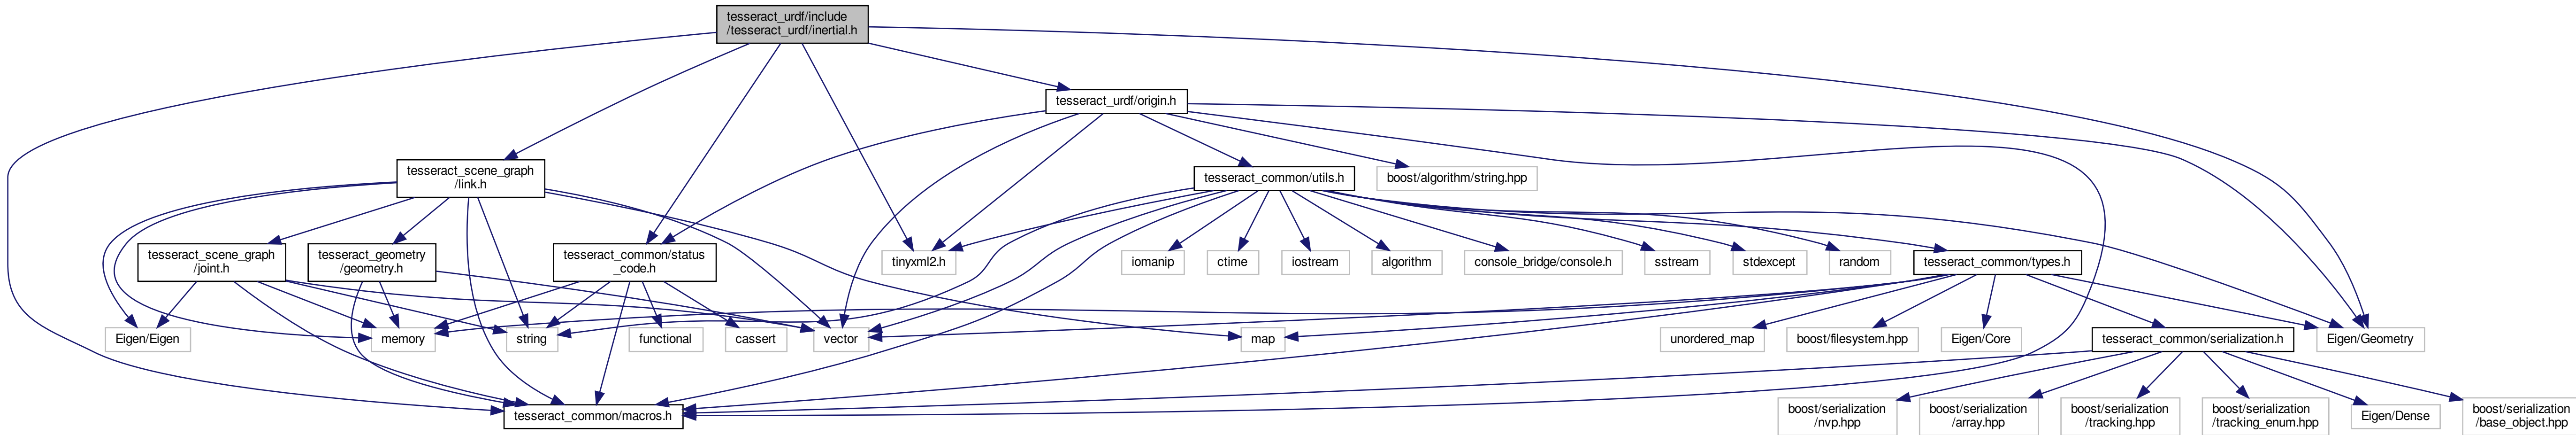 tesseract_urdf/include
/tesseract_urdf/inertial.h
tesseract_urdf/origin.h
tesseract_scene_graph
/link.h
tesseract_common/utils.h
boost/algorithm/string.hpp
tesseract_scene_graph
/joint.h
tesseract_geometry
/geometry.h
tesseract_common/status
_code.h
tinyxml2.h
iomanip
ctime
iostream
algorithm
console_bridge/console.h
sstream
stdexcept
random
tesseract_common/types.h
Eigen/Eigen
memory
string
functional
cassert
vector
map
unordered_map
boost/filesystem.hpp
Eigen/Core
tesseract_common/serialization.h
Eigen/Geometry
tesseract_common/macros.h
boost/serialization
/nvp.hpp
boost/serialization
/array.hpp
boost/serialization
/tracking.hpp
boost/serialization
/tracking_enum.hpp
Eigen/Dense
boost/serialization
/base_object.hpp